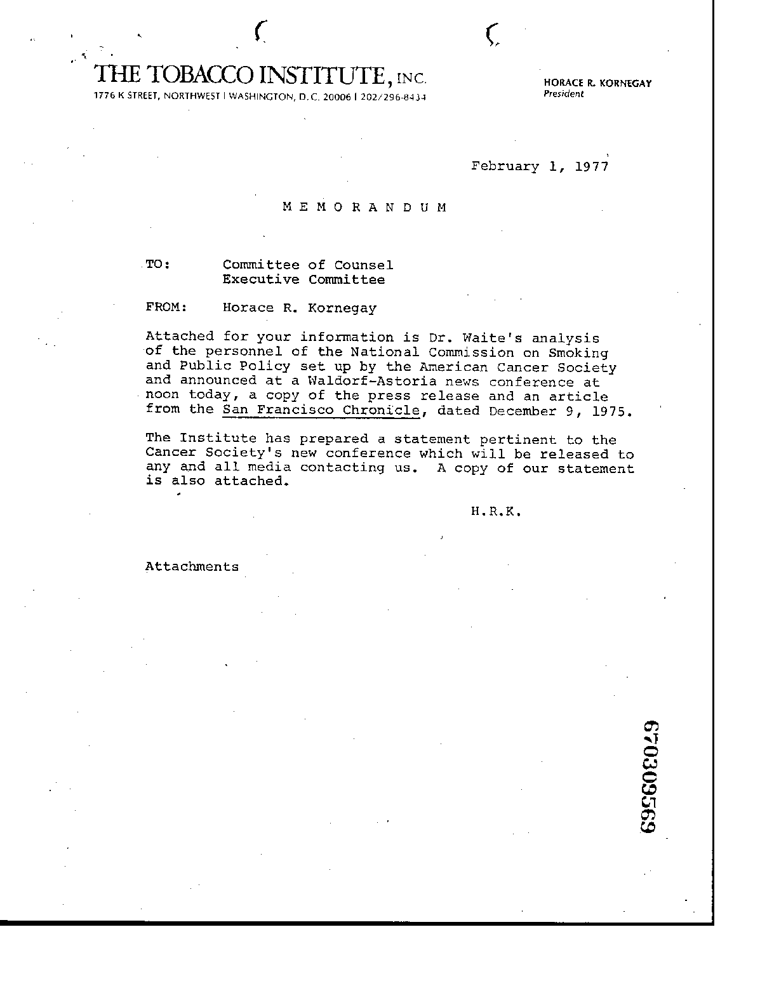 THE TOBACCO INSTITUTE, INC.
1776 K STREET, NORTHWEST | WASHINGTON, D.C. 20006 | 202/296-8434
HORACE R. KORNEGAY
President
February 1, 1977
M E M O R A N D U M
TO: Committee of Counsel
Executive Committee
FROM: Horace R. Kornegay
Attached for your information is Dr. Waite's analysis
of the personnel of the National Commission on Smoking
and Public Policy set up by the American Cancer Society
and announced at a Waldorf-Astoria news conference at
noon today, a copy of the press release and an article
from the San Francisco Chronicle, dated December 9, 1975.
The Institute has prepared a statement pertinent to the
Cancer Society's new conference which will be released to
any and all media contacting us. A copy of our statement
is also attached.
H.R.K.
Attachments
670309569